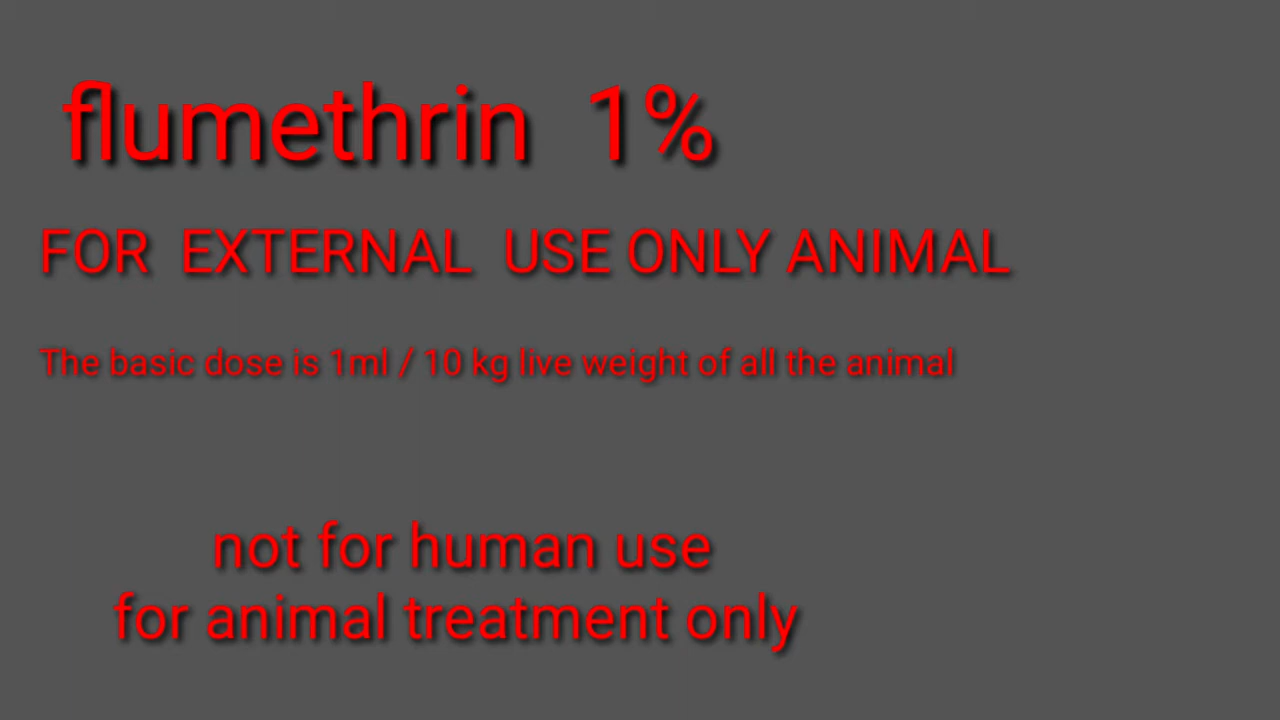 flumethrin 1%
FOR EXTERNAL USE ONLY ANIMAL
The basic dose is 1ml / 10 kg live weight of all the animal
not for human use
for animal treatment only